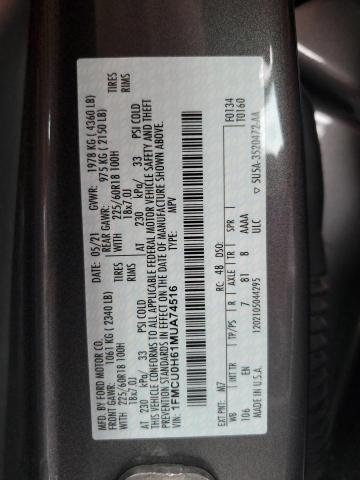 MFD. BY FORD MOTOR CO.
DATE: 05/21 GVWR: 1978 KG ( 4360 LB)
FRONT GAWR: 1061 KG ( 2340 LB) REAR GAWR: 975 KG ( 2150 LB)
WITH 225/60R18 100H TIRES WITH 225/60R18 100H TIRES
18x7.0J RIMS 18x7.0J RIMS
AT 230 kPa/ 33 PSI COLD AT 230 kPa/ 33 PSI COLD
THIS VEHICLE CONFORMS TO ALL APPLICABLE FEDERAL MOTOR VEHICLE SAFETY AND THEFT
PREVENTION STANDARDS IN EFFECT ON THE DATE OF MANUFACTURE SHOWN ABOVE.
VIN: 1FMCU0H61MUA74516
TYPE: MPV
F0134
T0160
EXT PNT: M7 RC: 48 DSO:
WB INT TR TP/PS R AXLE TR SPR
106 EN 7 81 8 AAAA
ULC
1202105044295
MADE IN U.S.A.
5U5A-3520472-AA